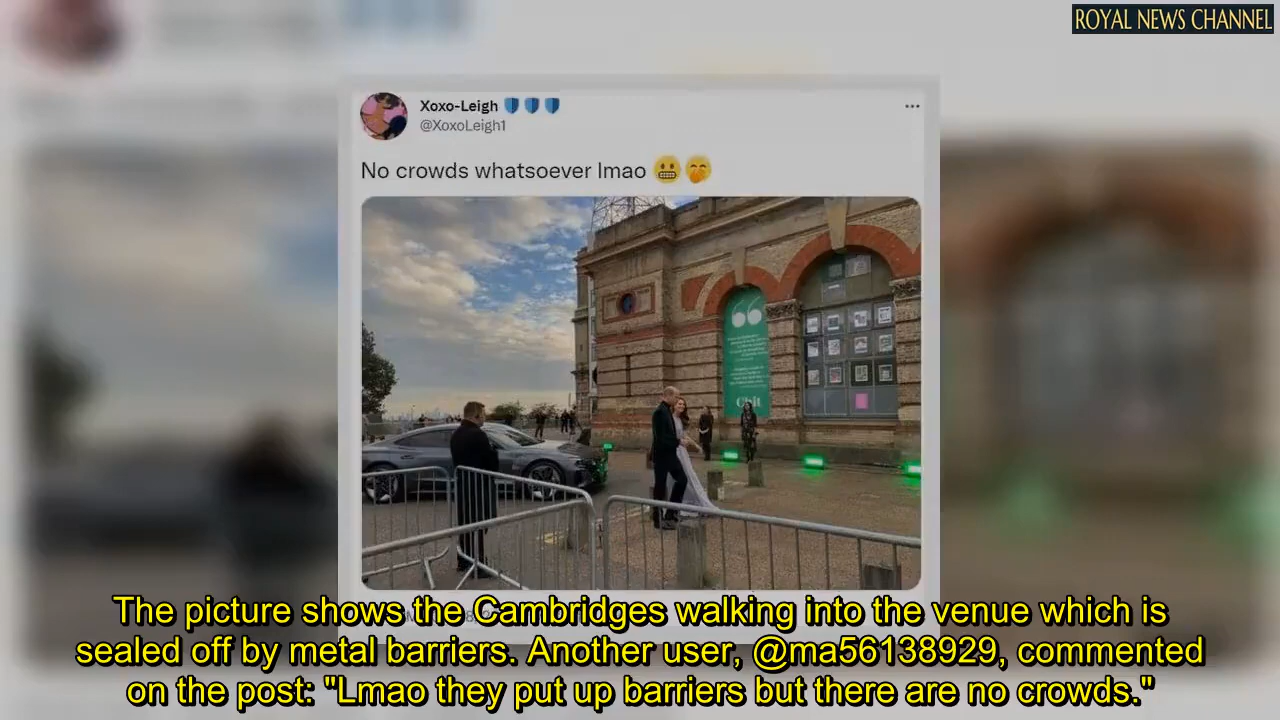 ROYAL NEWS CHANNEL
Xoxo-Leigh
@XoxoLeigh1
No crowds whatsoever lmao 😬🤭
The picture shows the Cambridges walking into the venue which is
sealed off by metal barriers. Another user, @ma56138929, commented
on the post: "Lmao they put up barriers but there are no crowds."